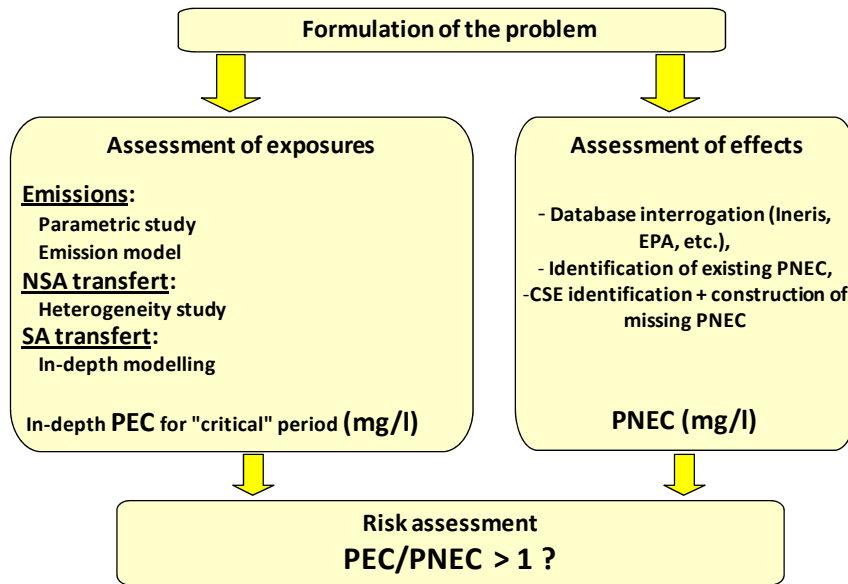 Formulation of the problem
Assessment of exposures
Emissions:
Parametric study
Emission model
NSA transfert:
Heterogeneity study
SA transfert:
In-depth modelling
In-depth PEC for "critical" period (mg/l)
Assessment of effects
- Database interrogation (Ineris,
EPA, etc.),
- Identification of existing PNEC,
-CSE identification + construction of
missing PNEC
PNEC (mg/l)
Risk assessment
PEC/PNEC > 1 ?